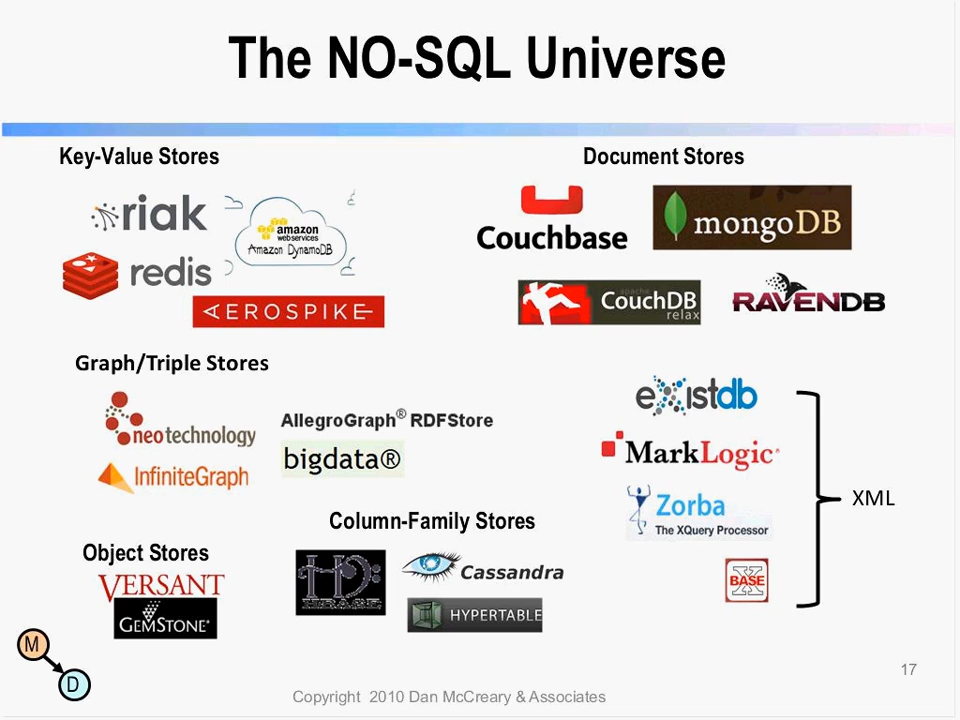 The NO-SQL Universe
Key-Value Stores
riak
amazon
webservices
Amazon DynamoDB
redis
AEROSPIKE
Document Stores
Couchbase
mongoDB
apache
CouchDB
relax
RAVENDB
Graph/Triple Stores
neotechnology
AllegroGraph® RDFStore
InfiniteGraph
bigdata®
eXistdb
MarkLogic®
Zorba
The XQuery Processor
BASE
X
XML
Column-Family Stores
Cassandra
HYPERTABLE
Object Stores
VERSANT
GEMSTONE®
M
D
17
Copyright 2010 Dan McCreary & Associates